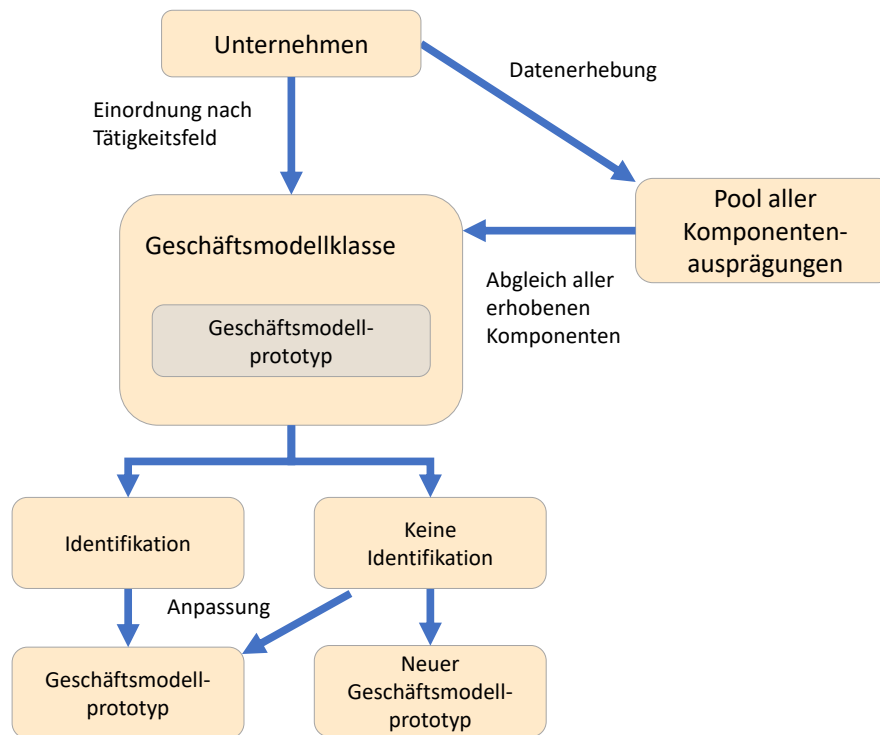 Unternehmen
Datenerhebung
Einordnung nach
Tätigkeitsfeld
Pool aller
Komponenten-
ausprägungen
Geschäftsmodellklasse
Abgleich aller
erhobenen
Komponenten
Geschäftsmodell-
prototyp
Identifikation
Keine
Identifikation
Anpassung
Geschäftsmodell-
prototyp
Neuer
Geschäftsmodell-
prototyp